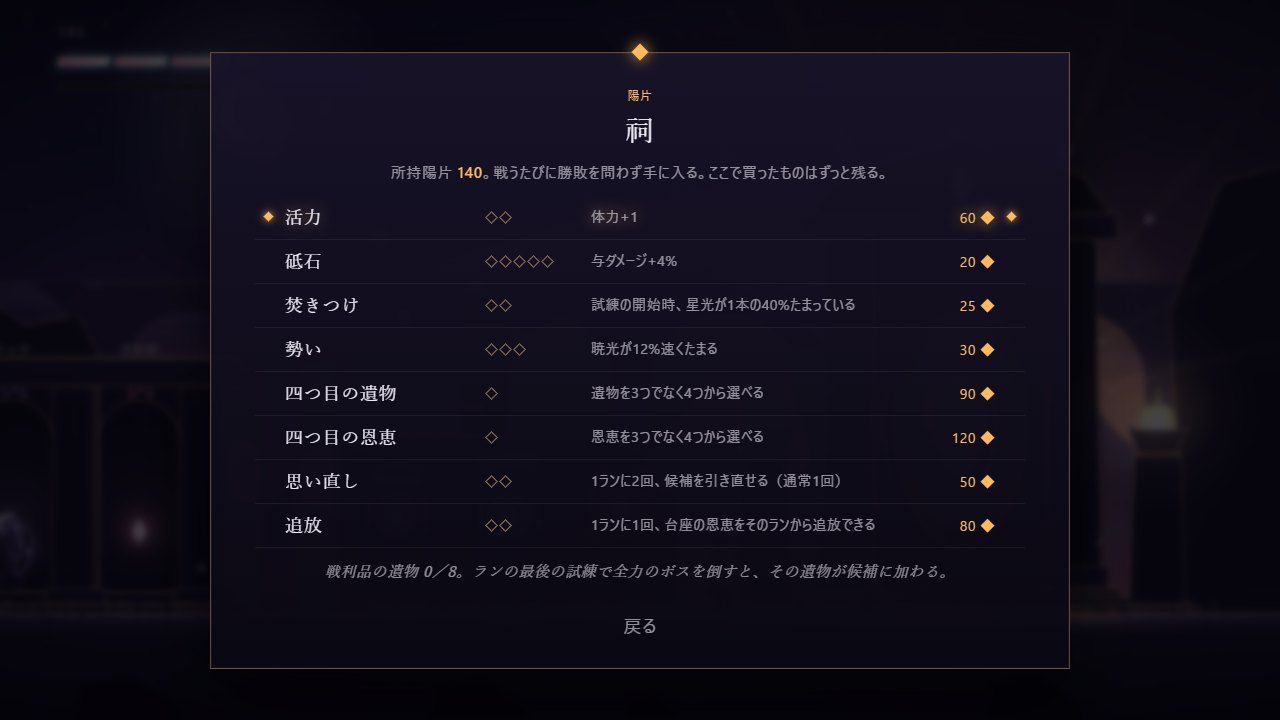 陽片
祠
所持陽片 140。戦うたびに勝敗を問わず手に入る。ここで買ったものはずっと残る。
活力 体力+1 60
砥石 与ダメージ+4% 20
焚きつけ 試練の開始時、星光が1本の40%たまっている 25
勢い 暁光が12%速くたまる 30
四つ目の遺物 遺物を3つでなく4つから選べる 90
四つ目の恩恵 恩恵を3つでなく4つから選べる 120
思い直し 1ランに2回、候補を引き直せる（通常1回） 50
追放 1ランに1回、台座の恩恵をそのランから追放できる 80
戦利品の遺物 0／8。ランの最後の試練で全力のボスを倒すと、その遺物が候補に加わる。
戻る